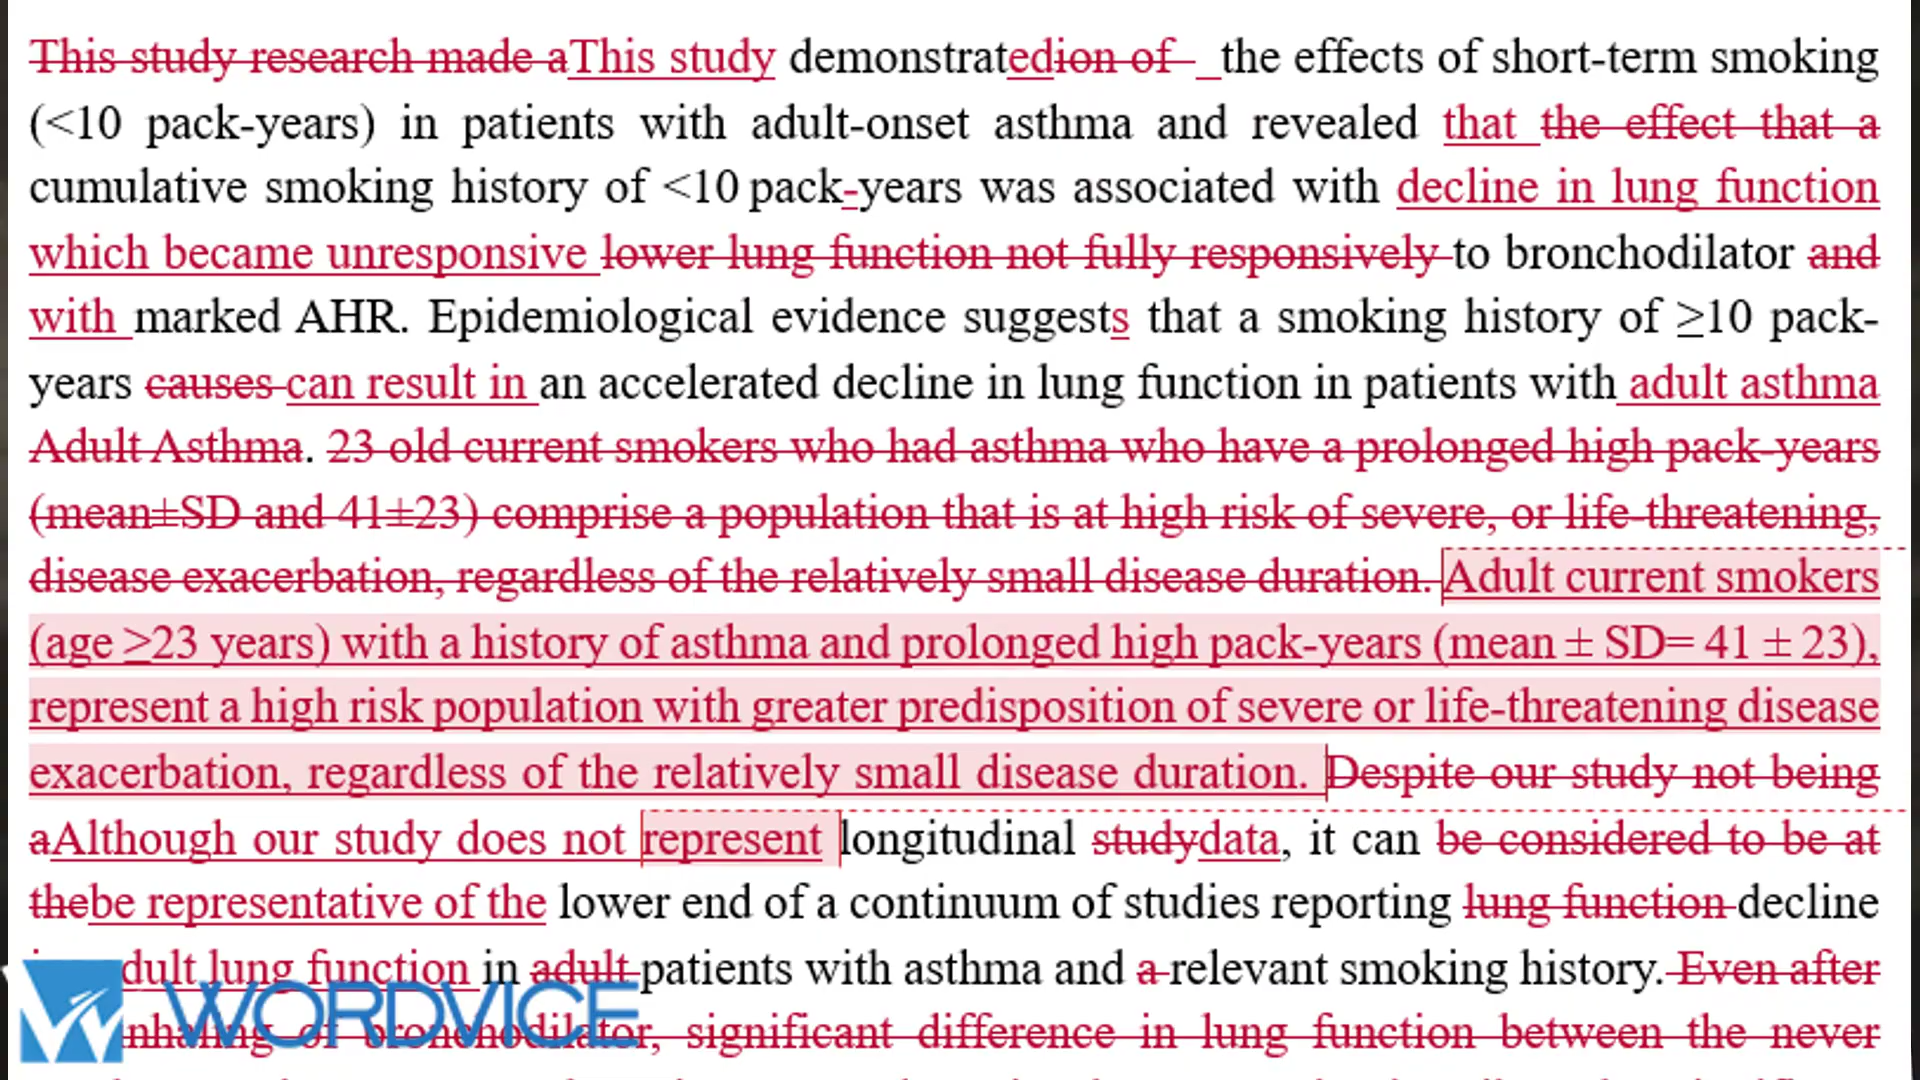 This study research made aThis study demonstratedion of  the effects of short-term smoking
(<10 pack-years) in patients with adult-onset asthma and revealed that the effect that a
cumulative smoking history of <10 pack-years was associated with decline in lung function
which became unresponsive lower lung function not fully responsively to bronchodilator and
with marked AHR. Epidemiological evidence suggests that a smoking history of ≥10 pack-
years causes can result in an accelerated decline in lung function in patients with adult asthma
Adult Asthma. 23 old current smokers who had asthma who have a prolonged high pack-years
(mean±SD and 41±23) comprise a population that is at high risk of severe, or life-threatening,
disease exacerbation, regardless of the relatively small disease duration. Adult current smokers
(age ≥23 years) with a history of asthma and prolonged high pack-years (mean ± SD= 41 ± 23),
represent a high risk population with greater predisposition of severe or life-threatening disease
exacerbation, regardless of the relatively small disease duration. Despite our study not being
aAlthough our study does not represent longitudinal studydata, it can be considered to be at
thebe representative of the lower end of a continuum of studies reporting lung function decline
lung function in adult patients with asthma and a relevant smoking history. Even after
of bronchodilator, significant difference in lung function between the never
WORDVICE